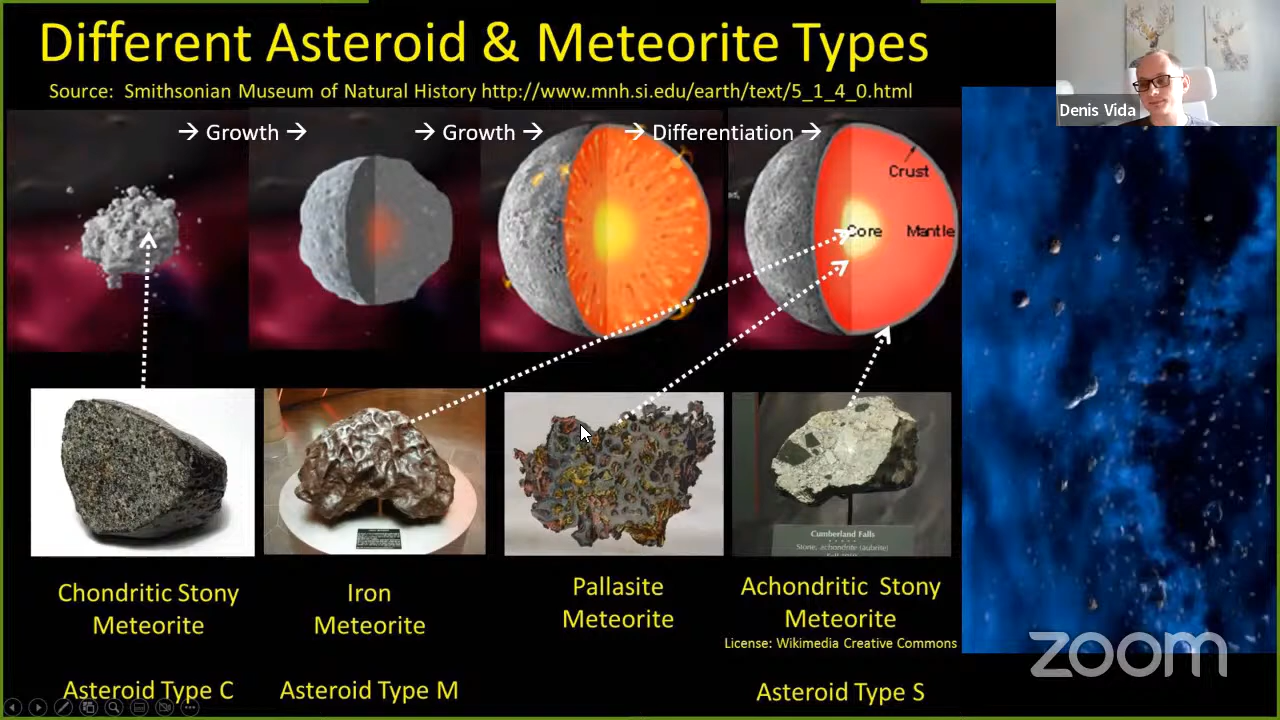 Different Asteroid & Meteorite Types
Source: Smithsonian Museum of Natural History http://www.mnh.si.edu/earth/text/5_1_4_0.html
Denis Vida
→ Growth →
→ Growth →
→ Differentiation →
Crust
Core
Mantle
Cumberland Falls
Stone, achondrite (aubrite)
Chondritic Stony
Meteorite
Iron
Meteorite
Pallasite
Meteorite
Achondritic Stony
Meteorite
License: Wikimedia Creative Commons
Asteroid Type C
Asteroid Type M
Asteroid Type S
zoom